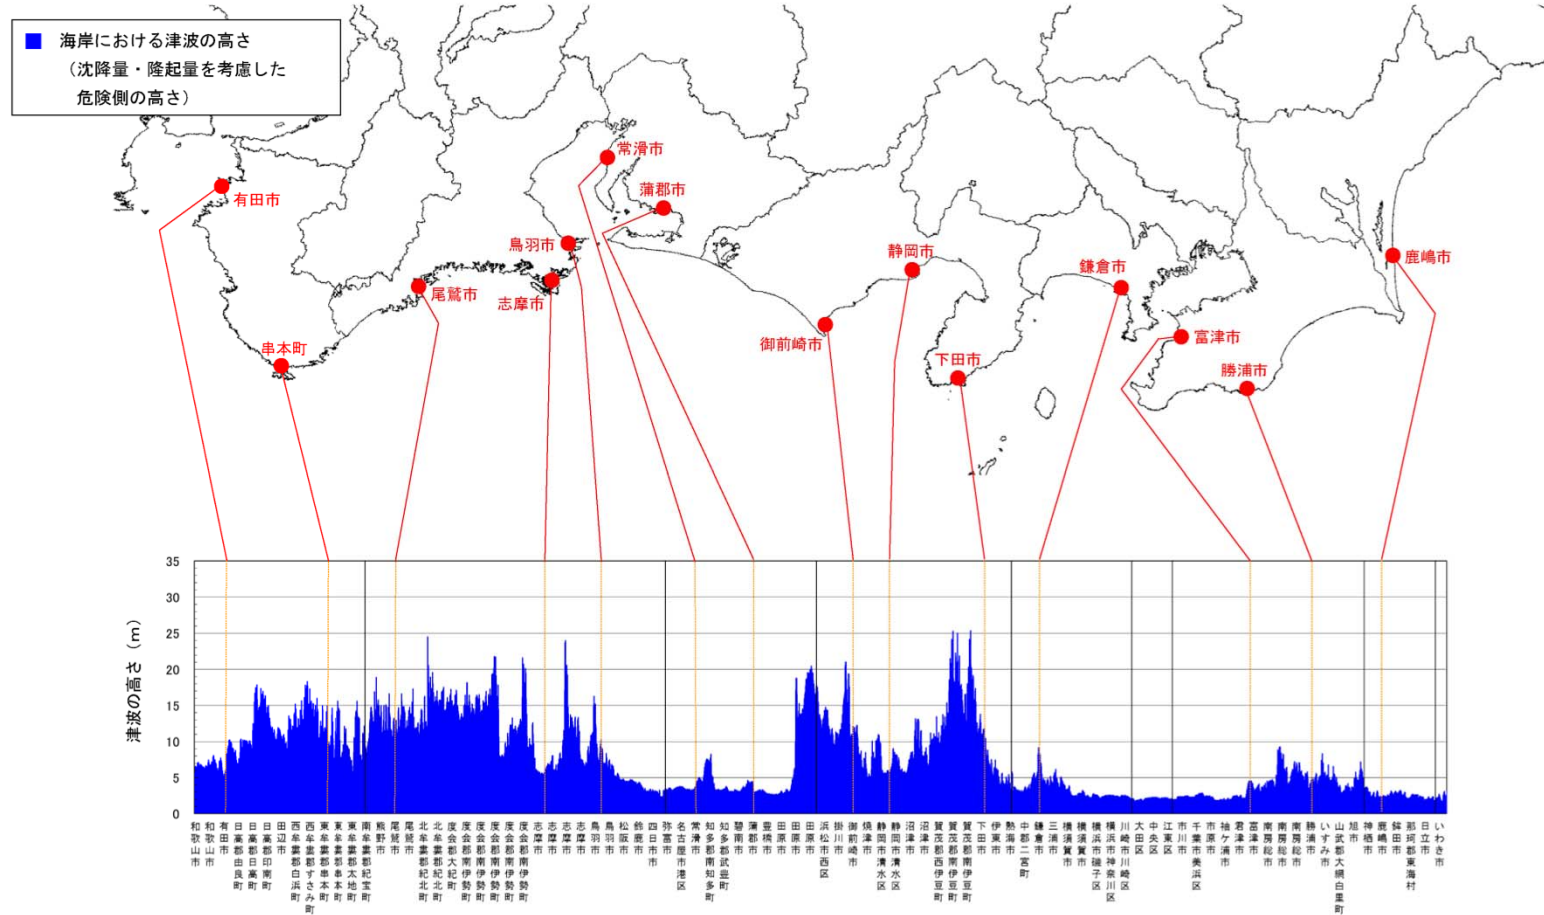 海岸における津波の高さ
（沈降量・隆起量を考慮した
危険側の高さ）
常滑市
蒲郡市
有田市
鳥羽市
静岡市
鎌倉市
鹿嶋市
尾鷲市
志摩市
御前崎市
富津市
串本町
下田市
勝浦市
津波の高さ（m）
35
30
25
20
15
10
5
0
和歌山市
和歌山市
有田市
日高郡由良町
日高郡日高町
日高郡印南町
田辺市
西牟婁郡白浜町
西牟婁郡すさみ町
東牟婁郡串本町
東牟婁郡串本町
東牟婁郡太地町
南牟婁郡紀宝町
熊野市
尾鷲市
尾鷲市
北牟婁郡紀北町
北牟婁郡紀北町
度会郡大紀町
度会郡南伊勢町
度会郡南伊勢町
度会郡南伊勢町
度会郡南伊勢町
度会郡南伊勢町
志摩市
志摩市
志摩市
志摩市
鳥羽市
鳥羽市
松阪市
鈴鹿市
四日市市
弥富市
名古屋市港区
常滑市
知多郡南知多町
知多郡武豊町
碧南市
蒲郡市
豊橋市
田原市
田原市
田原市
浜松市西区
掛川市
御前崎市
焼津市
静岡市清水区
静岡市清水区
沼津市
沼津市
賀茂郡西伊豆町
賀茂郡南伊豆町
賀茂郡南伊豆町
下田市
伊東市
熱海市
中郡二宮町
鎌倉市
三浦市
横須賀市
横須賀市
横浜市磯子区
横浜市神奈川区
川崎市川崎区
大田区
中央区
江東区
市川市
千葉市美浜区
市原市
袖ケ浦市
君津市
富津市
南房総市
南房総市
南房総市
勝浦市
いすみ市
山武郡大網白里町
旭市
神栖市
鹿嶋市
鉾田市
那珂郡東海村
日立市
いわき市